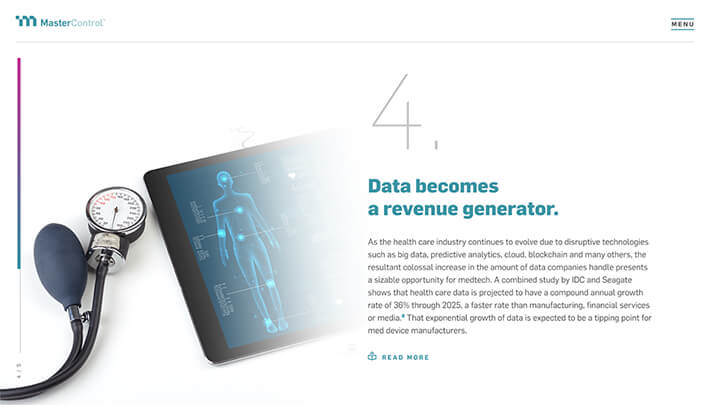 MasterControl™
MENU
4.
Data becomes
a revenue generator.
As the health care industry continues to evolve due to disruptive technologies
such as big data, predictive analytics, cloud, blockchain and many others, the
resultant colossal increase in the amount of data companies handle presents
a sizable opportunity for medtech. A combined study by IDC and Seagate
shows that health care data is projected to have a compound annual growth
rate of 36% through 2025, a faster rate than manufacturing, financial services
or media. That exponential growth of data is expected to be a tipping point for
med device manufacturers.
READ MORE
4 / 5